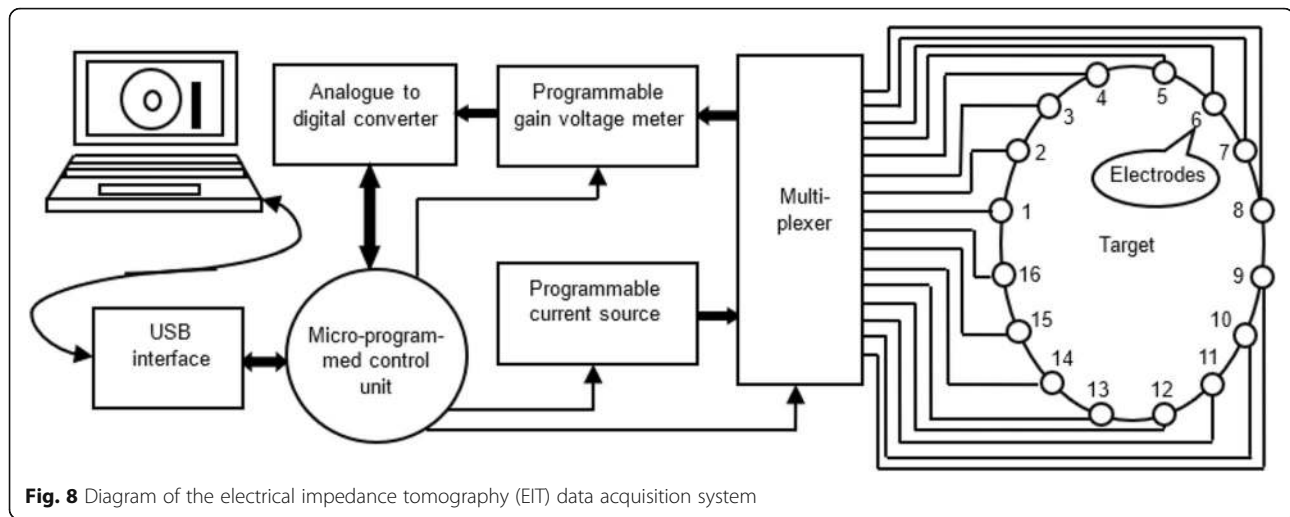 Analogue to
digital converter
Programmable
gain voltage meter
Multi-
plexer
Programmable
current source
USB
interface
Micro-program-
med control
unit
Electrodes
Target
1
2
3
4
5
6
7
8
9
10
11
12
13
14
15
16
Fig. 8 Diagram of the electrical impedance tomography (EIT) data acquisition system